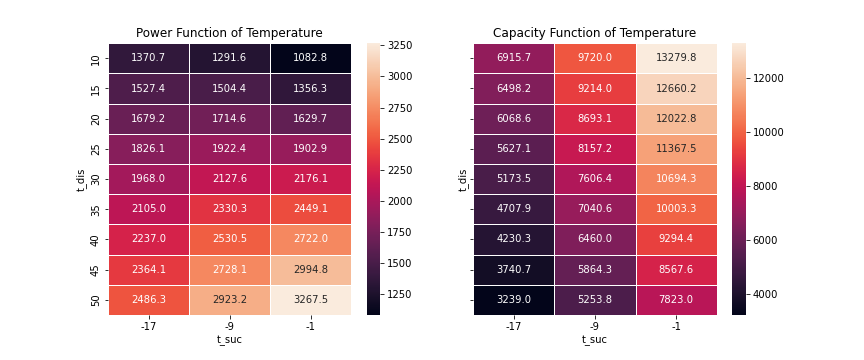 Power Function of Temperature
t_dis
10 1370.7 1291.6 1082.8
15 1527.4 1504.4 1356.3
20 1679.2 1714.6 1629.7
25 1826.1 1922.4 1902.9
30 1968.0 2127.6 2176.1
35 2105.0 2330.3 2449.1
40 2237.0 2530.5 2722.0
45 2364.1 2728.1 2994.8
50 2486.3 2923.2 3267.5
-17 -9 -1
t_suc
3250
3000
2750
2500
2250
2000
1750
1500
1250
Capacity Function of Temperature
t_dis
6915.7 9720.0 13279.8
6498.2 9214.0 12660.2
6068.6 8693.1 12022.8
5627.1 8157.2 11367.5
5173.5 7606.4 10694.3
4707.9 7040.6 10003.3
4230.3 6460.0 9294.4
3740.7 5864.3 8567.6
3239.0 5253.8 7823.0
-17 -9 -1
t_suc
12000
10000
8000
6000
4000